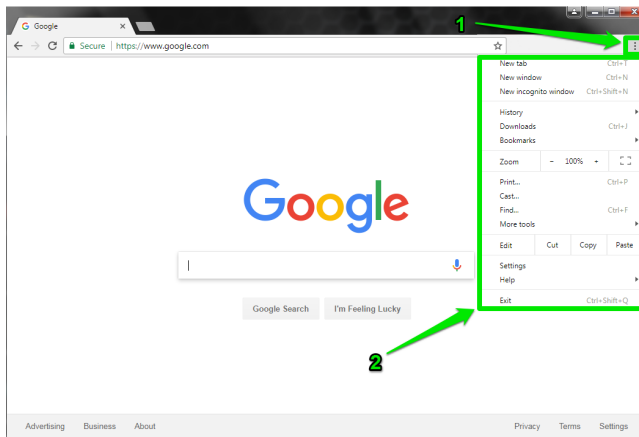 1
Google
Secure | https://www.google.com
New tab Ctrl+T
New window Ctrl+N
New incognito window Ctrl+Shift+N
History
Downloads Ctrl+J
Bookmarks
Zoom - 100% +
Print... Ctrl+P
Cast...
Find... Ctrl+F
More tools
Edit Cut Copy Paste
Settings
Help
Exit Ctrl+Shift+Q
Google
Google Search I'm Feeling Lucky
2
Advertising Business About Privacy Terms Settings